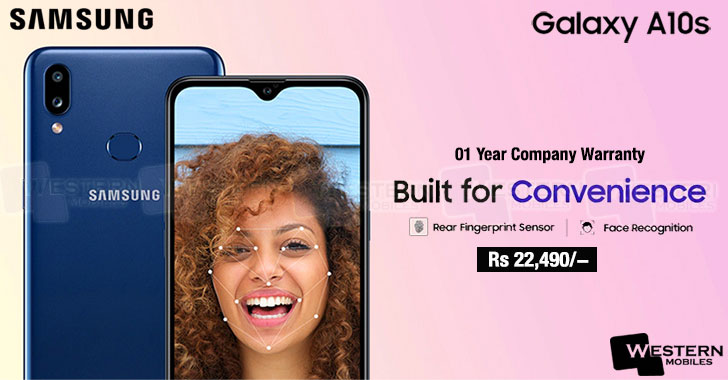 SAMSUNG
Galaxy A10s
SAMSUNG
01 Year Company Warranty
Built for Convenience
Rear Fingerprint Sensor | Face Recognition
Rs 22,490/–
WESTERN
MOBILES